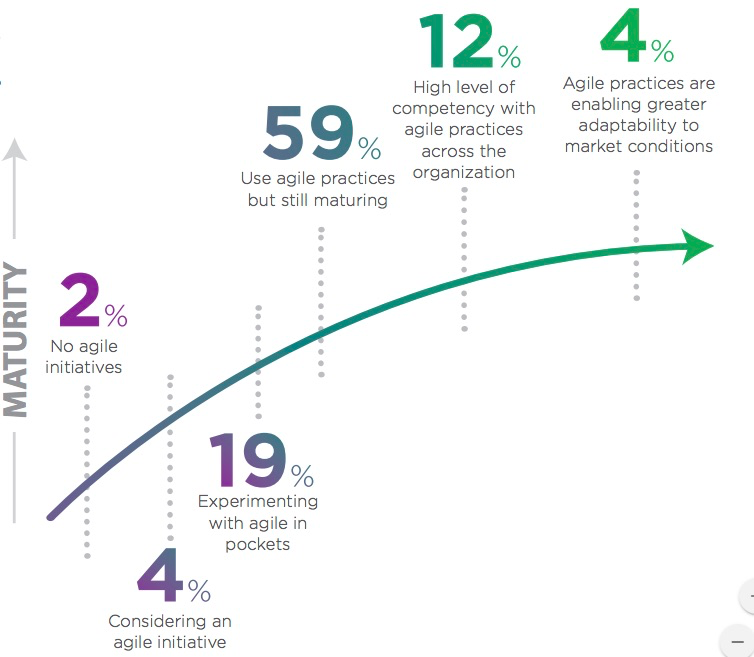 MATURITY
2%
No agile
initiatives
4%
Considering an
agile initiative
19%
Experimenting
with agile in
pockets
59%
Use agile practices
but still maturing
12%
High level of
competency with
agile practices
across the
organization
4%
Agile practices are
enabling greater
adaptability to
market conditions